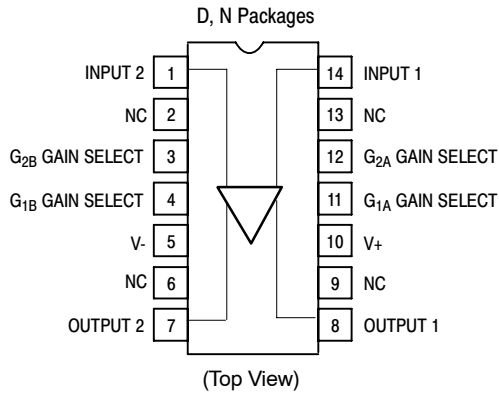 D, N Packages
INPUT 2 1 14 INPUT 1
NC 2 13 NC
G2B GAIN SELECT 3 12 G2A GAIN SELECT
G1B GAIN SELECT 4 11 G1A GAIN SELECT
V- 5 10 V+
NC 6 9 NC
OUTPUT 2 7 8 OUTPUT 1
(Top View)